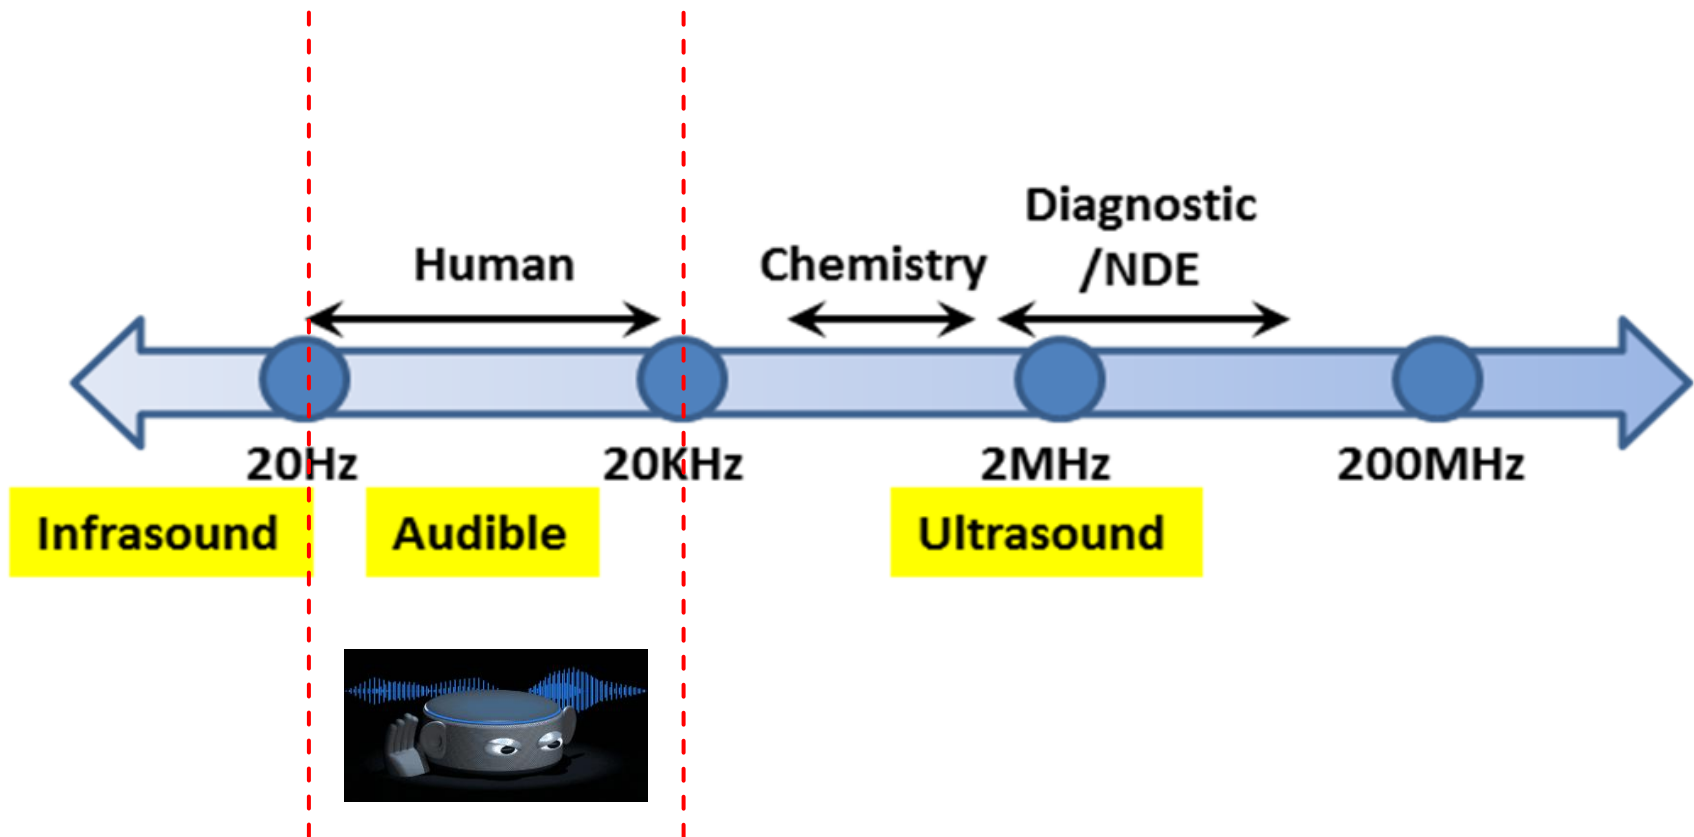 Diagnostic
Human
Chemistry
/NDE
20Hz
20KHz
2MHz
200MHz
Infrasound
Audible
Ultrasound